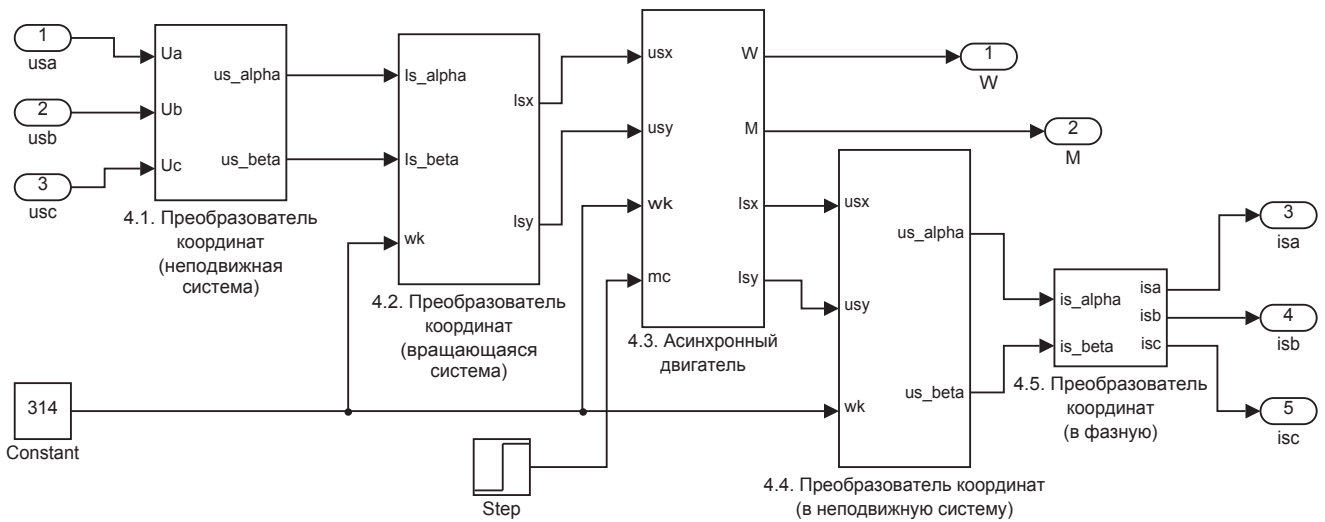 1
usa
2
usb
3
usc
Ua
Ub
Uc
us_alpha
us_beta
4.1. Преобразователь
координат
(неподвижная
система)
Is_alpha
Is_beta
wk
Isx
Isy
4.2. Преобразователь
координат
(вращающаяся
система)
usx
usy
wk
mc
W
M
Isx
Isy
4.3. Асинхронный
двигатель
1
W
2
M
usx
usy
wk
us_alpha
us_beta
4.4. Преобразователь координат
(в неподвижную систему)
is_alpha
is_beta
isa
isb
isc
4.5. Преобразователь
координат
(в фазную)
3
isa
4
isb
5
isc
314
Constant
Step